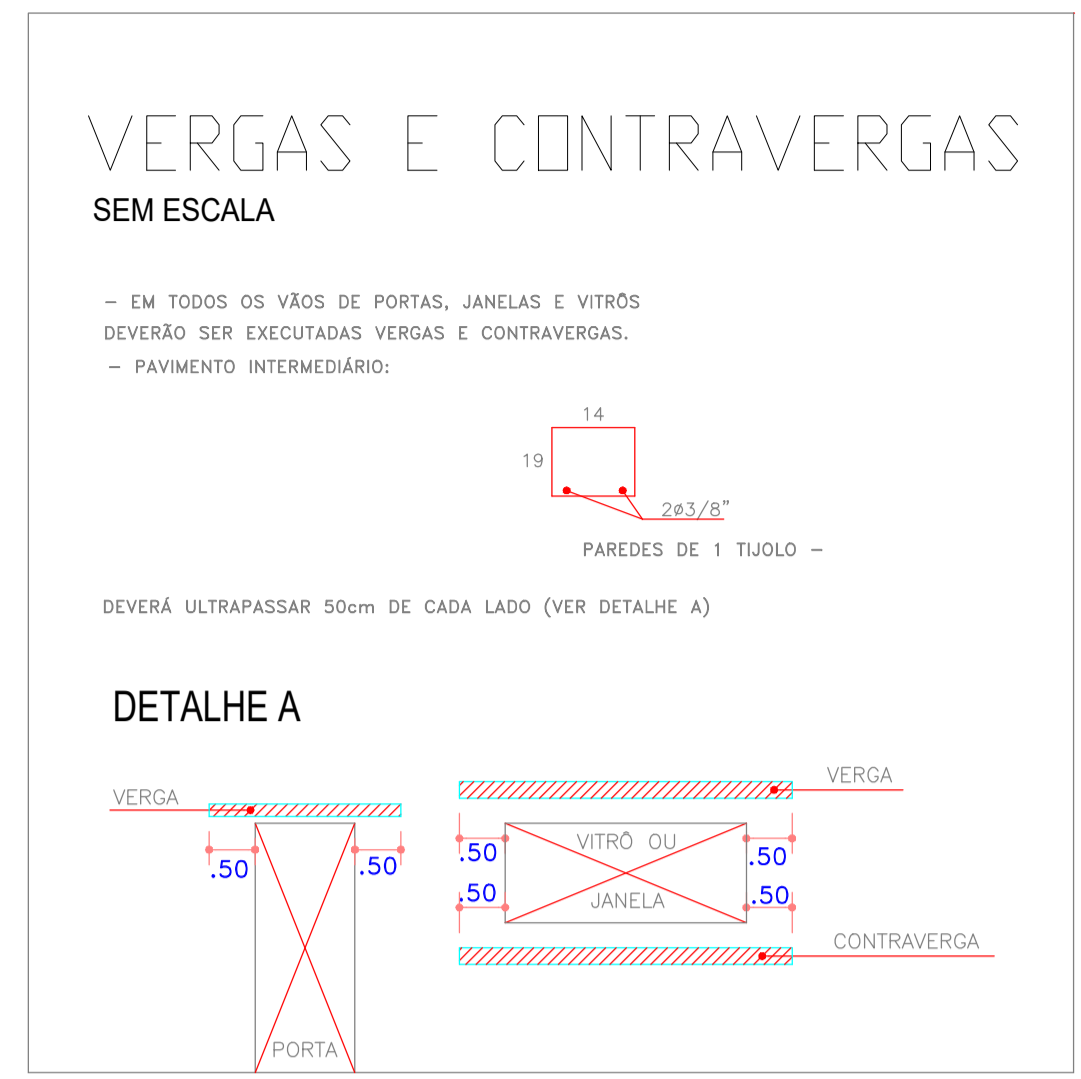 VERGAS E CONTRAVERGAS
SEM ESCALA
- EM TODOS OS VÃOS DE PORTAS, JANELAS E VITRÔS
DEVERÃO SER EXECUTADAS VERGAS E CONTRAVERGAS.
- PAVIMENTO INTERMEDIÁRIO:
14
19
2ø3/8"
PAREDES DE 1 TIJOLO -
DEVERÁ ULTRAPASSAR 50cm DE CADA LADO (VER DETALHE A)
DETALHE A
VERGA
.50
.50
PORTA
VERGA
VITRÔ OU
.50
.50
.50
JANELA
.50
CONTRAVERGA